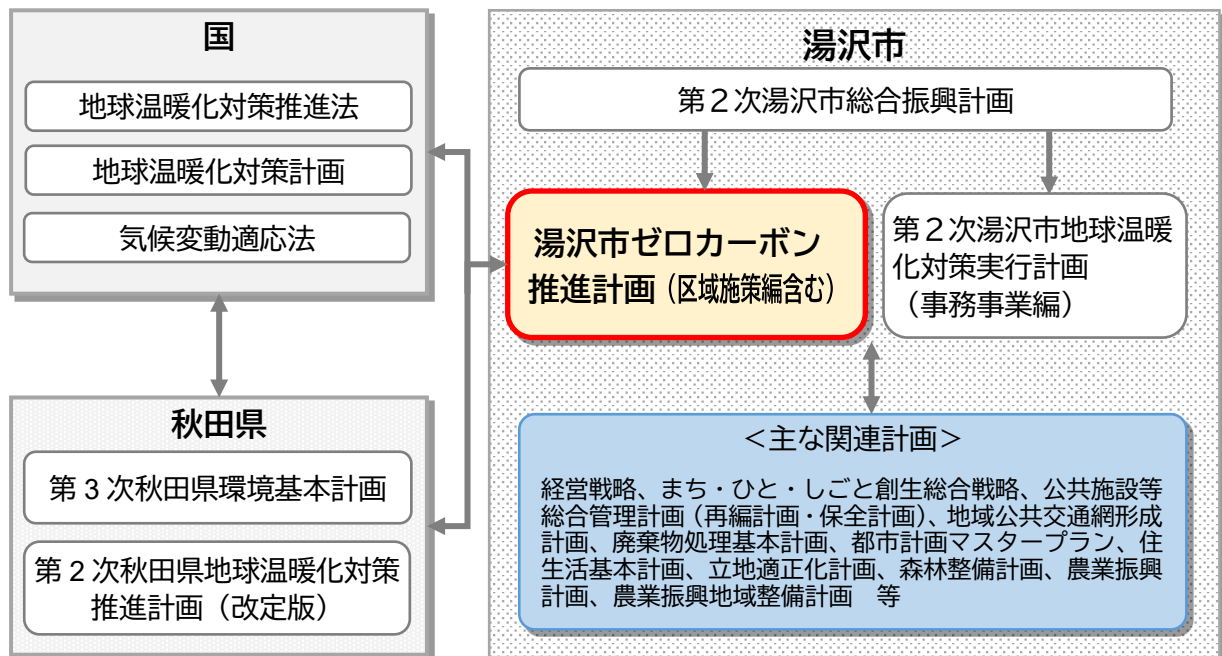 国
地球温暖化対策推進法
地球温暖化対策計画
気候変動適応法
秋田県
第3次秋田県環境基本計画
第2次秋田県地球温暖化対策
推進計画（改定版）
湯沢市
第２次湯沢市総合振興計画
湯沢市ゼロカーボン
推進計画（区域施策編含む）
第２次湯沢市地球温暖
化対策実行計画
（事務事業編）
＜主な関連計画＞
経営戦略、まち・ひと・しごと創生総合戦略、公共施設等
総合管理計画（再編計画・保全計画）、地域公共交通網形成
計画、廃棄物処理基本計画、都市計画マスタープラン、住
生活基本計画、立地適正化計画、森林整備計画、農業振興
計画、農業振興地域整備計画　等